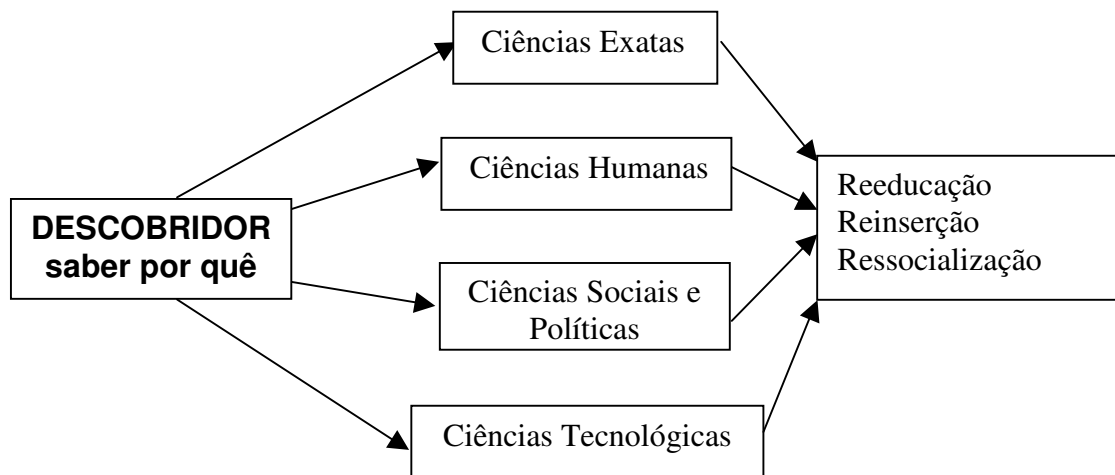 Ciências Exatas
Ciências Humanas
DESCOBRIDOR
saber por quê
Ciências Sociais e
Políticas
Ciências Tecnológicas
Reeducação
Reinserção
Ressocialização